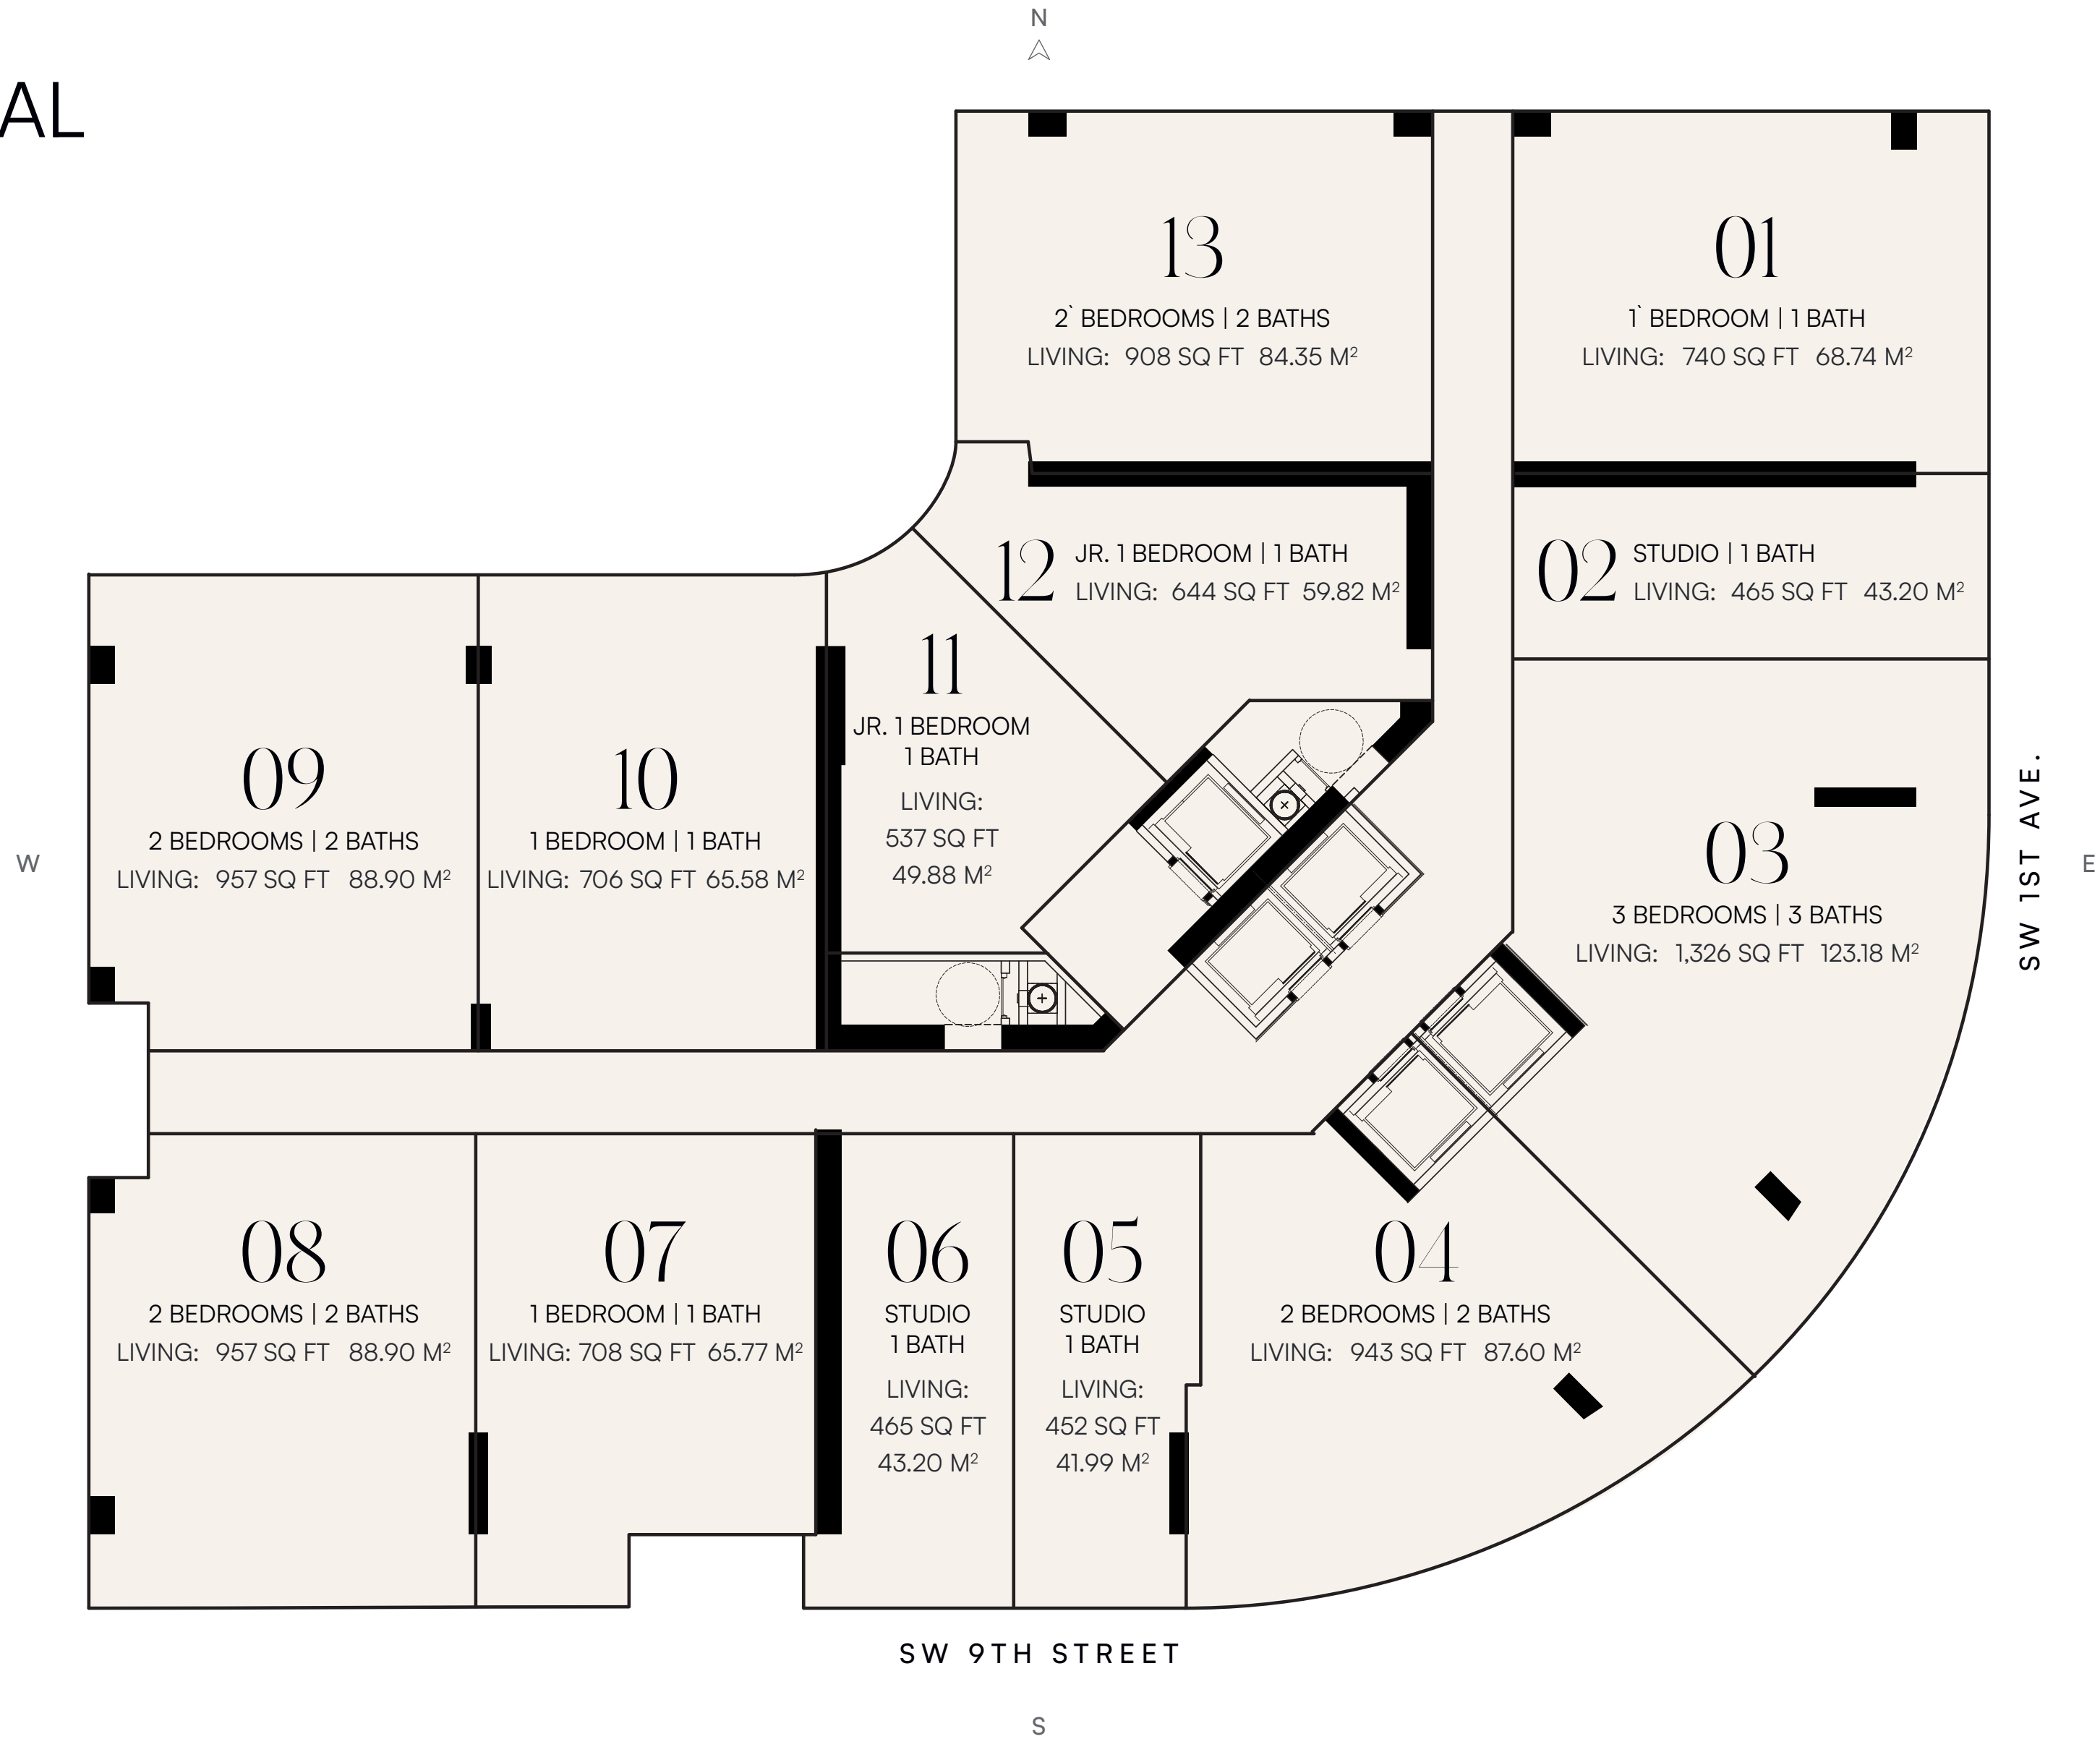 N
AL
13
2` BEDROOMS | 2 BATHS
LIVING: 908 SQ FT 84.35 M²
01
1` BEDROOM | 1 BATH
LIVING: 740 SQ FT 68.74 M²
12
JR. 1 BEDROOM | 1 BATH
LIVING: 644 SQ FT 59.82 M²
02
STUDIO | 1 BATH
LIVING: 465 SQ FT 43.20 M²
11
JR. 1 BEDROOM
1 BATH
LIVING:
537 SQ FT
49.88 M²
09
2 BEDROOMS | 2 BATHS
LIVING: 957 SQ FT 88.90 M²
10
1 BEDROOM | 1 BATH
LIVING: 706 SQ FT 65.58 M²
03
3 BEDROOMS | 3 BATHS
LIVING: 1,326 SQ FT 123.18 M²
W
SW 1ST AVE.
E
08
2 BEDROOMS | 2 BATHS
LIVING: 957 SQ FT 88.90 M²
07
1 BEDROOM | 1 BATH
LIVING: 708 SQ FT 65.77 M²
06
STUDIO
1 BATH
LIVING:
465 SQ FT
43.20 M²
05
STUDIO
1 BATH
LIVING:
452 SQ FT
41.99 M²
04
2 BEDROOMS | 2 BATHS
LIVING: 943 SQ FT 87.60 M²
SW 9TH STREET
S